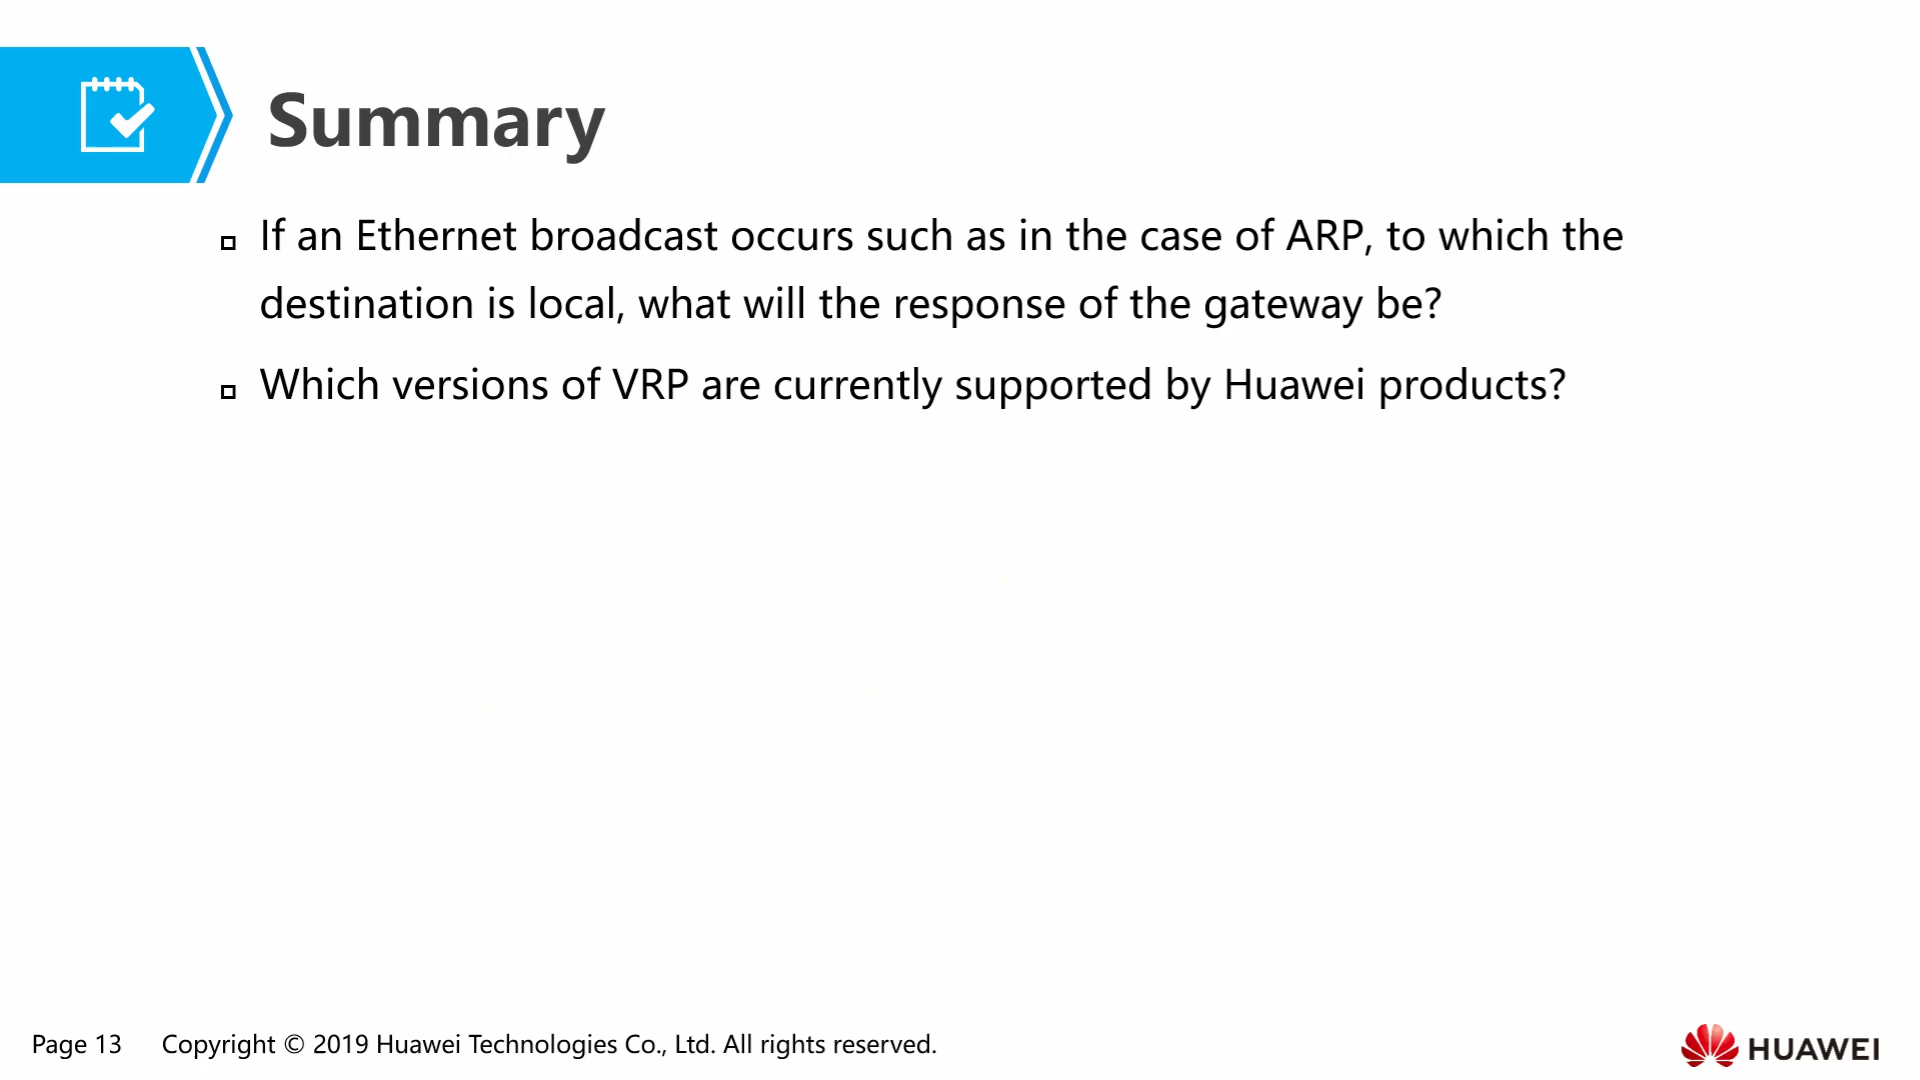 Summary
If an Ethernet broadcast occurs such as in the case of ARP, to which the
destination is local, what will the response of the gateway be?
Which versions of VRP are currently supported by Huawei products?
Page 13 Copyright © 2019 Huawei Technologies Co., Ltd. All rights reserved.
HUAWEI